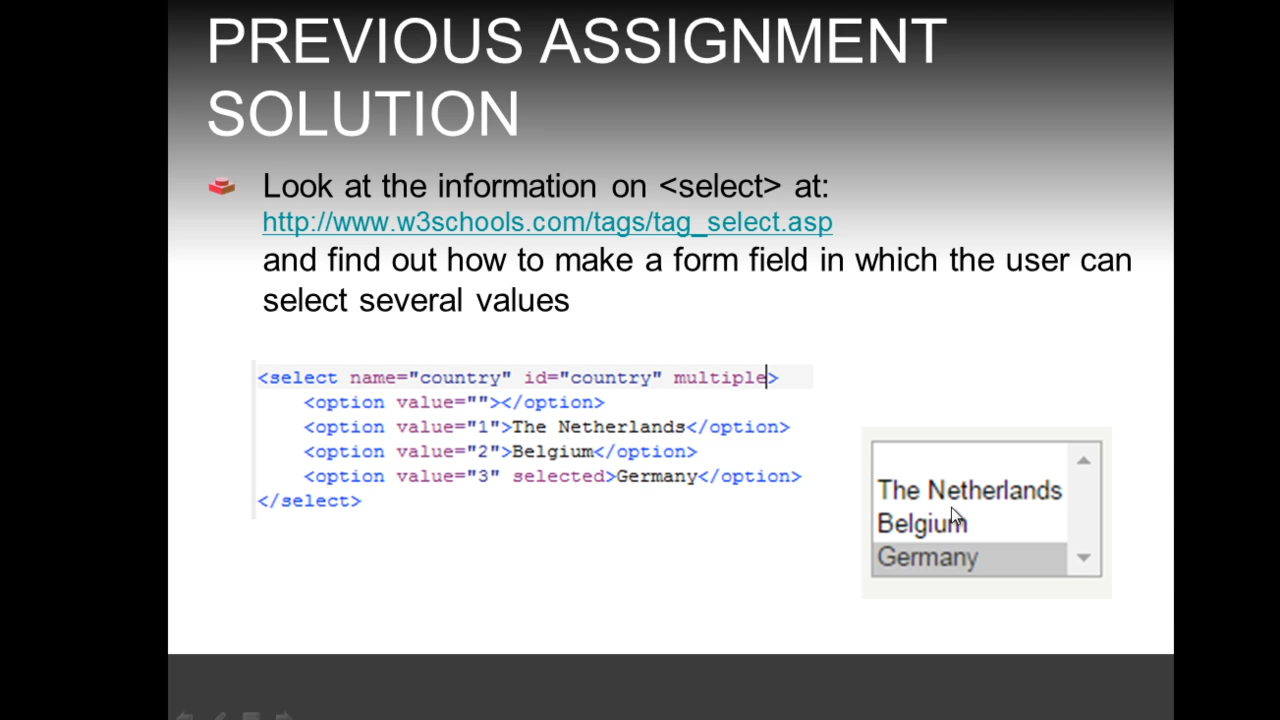 PREVIOUS ASSIGNMENT
SOLUTION
Look at the information on <select> at:
http://www.w3schools.com/tags/tag_select.asp
and find out how to make a form field in which the user can
select several values
<select name="country" id="country" multiple>
    <option value=""></option>
    <option value="1">The Netherlands</option>
    <option value="2">Belgium</option>
    <option value="3" selected>Germany</option>
</select>
The Netherlands
Belgium
Germany